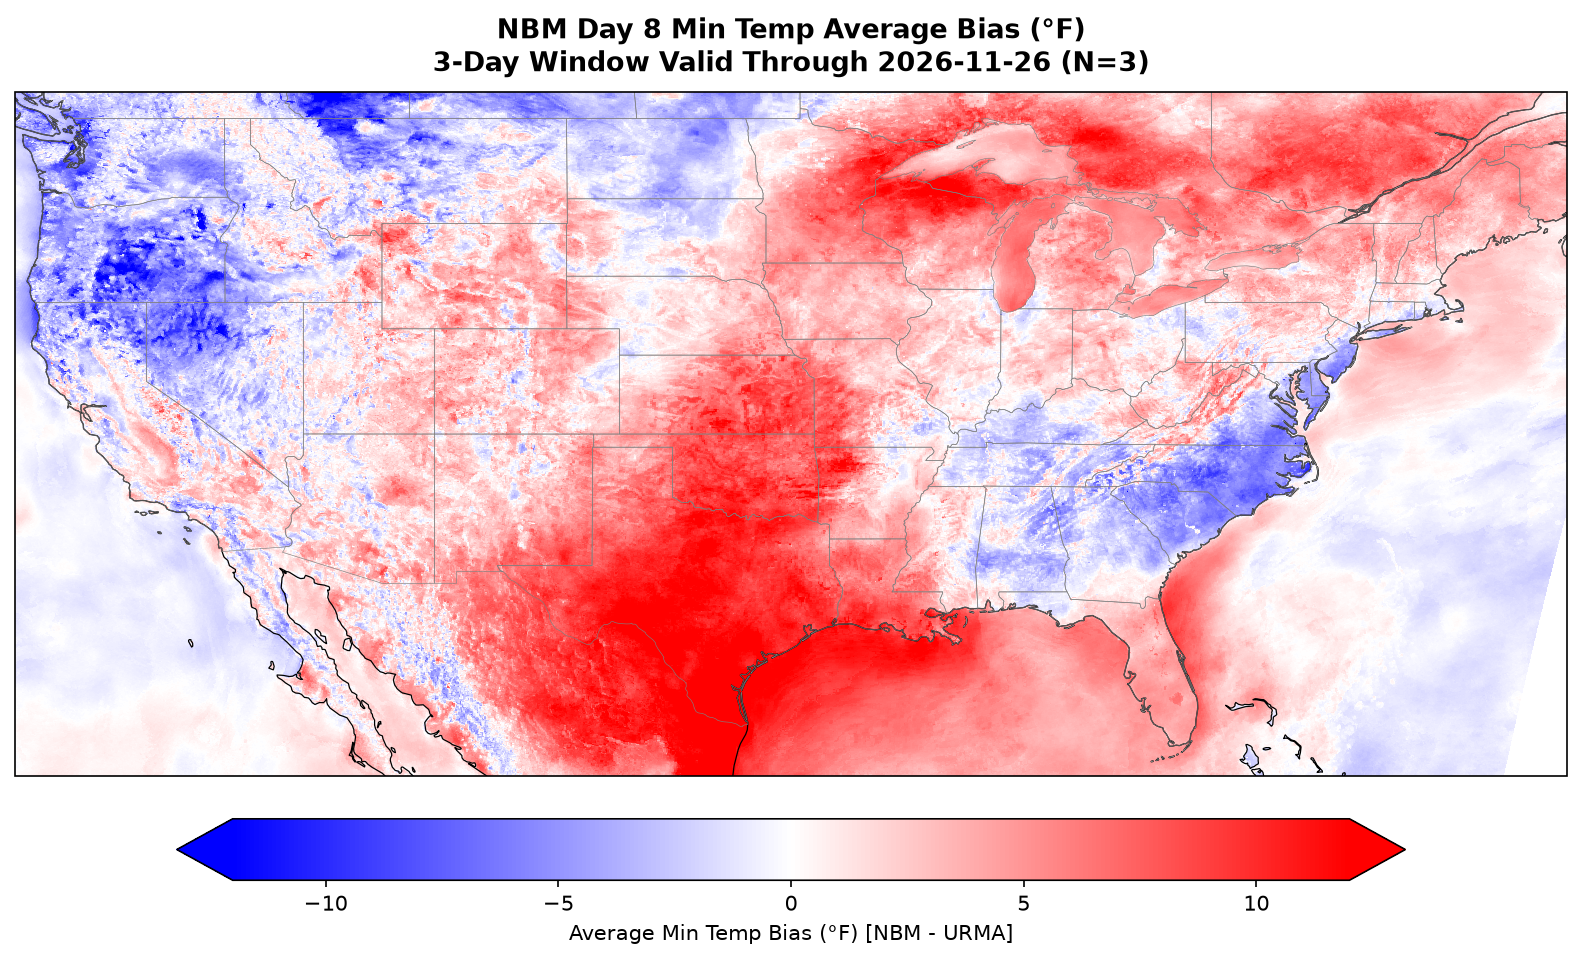 NBM Day 8 Min Temp Average Bias (°F)
3-Day Window Valid Through 2026-11-26 (N=3)
−10 −5 0 5 10
Average Min Temp Bias (°F) [NBM - URMA]